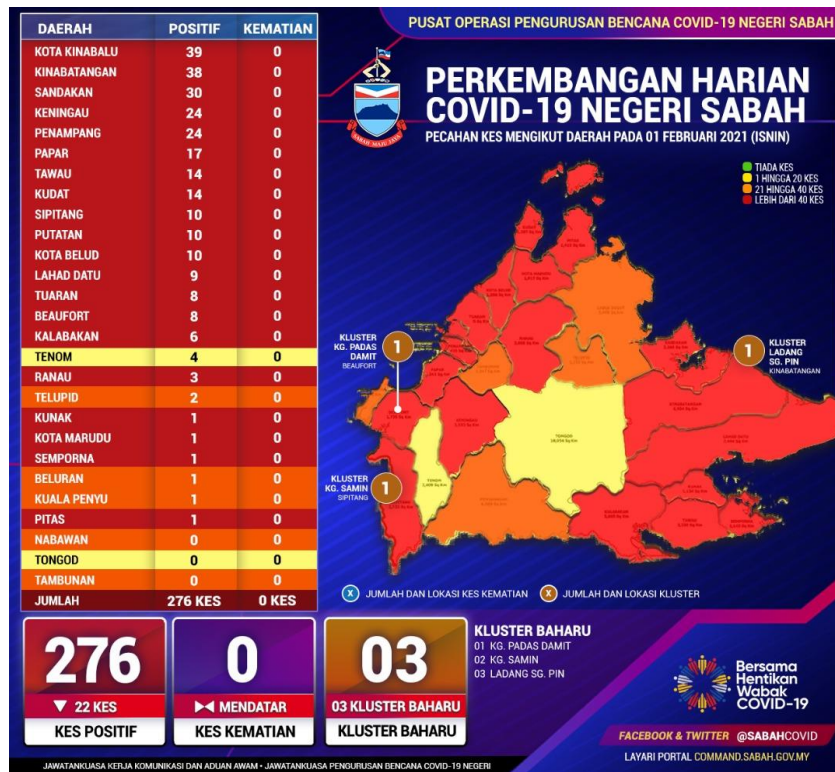 PUSAT OPERASI PENGURUSAN BENCANA COVID-19 NEGERI SABAH
PERKEMBANGAN HARIAN
COVID-19 NEGERI SABAH
PECAHAN KES MENGIKUT DAERAH PADA 01 FEBRUARI 2021 (ISNIN)
SABAH MAJU JAYA
DAERAH POSITIF KEMATIAN
KOTA KINABALU 39 0
KINABATANGAN 38 0
SANDAKAN 30 0
KENINGAU 24 0
PENAMPANG 24 0
PAPAR 17 0
TAWAU 14 0
KUDAT 14 0
SIPITANG 10 0
PUTATAN 10 0
KOTA BELUD 10 0
LAHAD DATU 9 0
TUARAN 8 0
BEAUFORT 8 0
KALABAKAN 6 0
TENOM 4 0
RANAU 3 0
TELUPID 2 0
KUNAK 1 0
KOTA MARUDU 1 0
SEMPORNA 1 0
BELURAN 1 0
KUALA PENYU 1 0
PITAS 1 0
NABAWAN 0 0
TONGOD 0 0
TAMBUNAN 0 0
JUMLAH 276 KES 0 KES
TIADA KES
1 HINGGA 20 KES
21 HINGGA 40 KES
LEBIH DARI 40 KES
KLUSTER
KG. PADAS
DAMIT
BEAUFORT
1
1
KLUSTER
LADANG
SG. PIN
KINABATANGAN
KLUSTER
KG. SAMIN
SIPITANG
1
TONGOD
TENOM
X JUMLAH DAN LOKASI KES KEMATIAN
X JUMLAH DAN LOKASI KLUSTER
276
22 KES
KES POSITIF
0
MENDATAR
KES KEMATIAN
03
03 KLUSTER BAHARU
KLUSTER BAHARU
KLUSTER BAHARU
01 KG. PADAS DAMIT
02 KG. SAMIN
03 LADANG SG. PIN
Bersama
Hentikan
Wabak
COVID-19
FACEBOOK & TWITTER @SABAHCOVID
LAYARI PORTAL COMMAND.SABAH.GOV.MY
JAWATANKUASA KERJA KOMUNIKASI DAN ADUAN AWAM • JAWATANKUASA PENGURUSAN BENCANA COVID-19 NEGERI